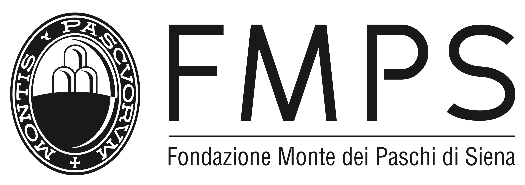 MONTIS PASCVORVM
FMPS
Fondazione Monte dei Paschi di Siena